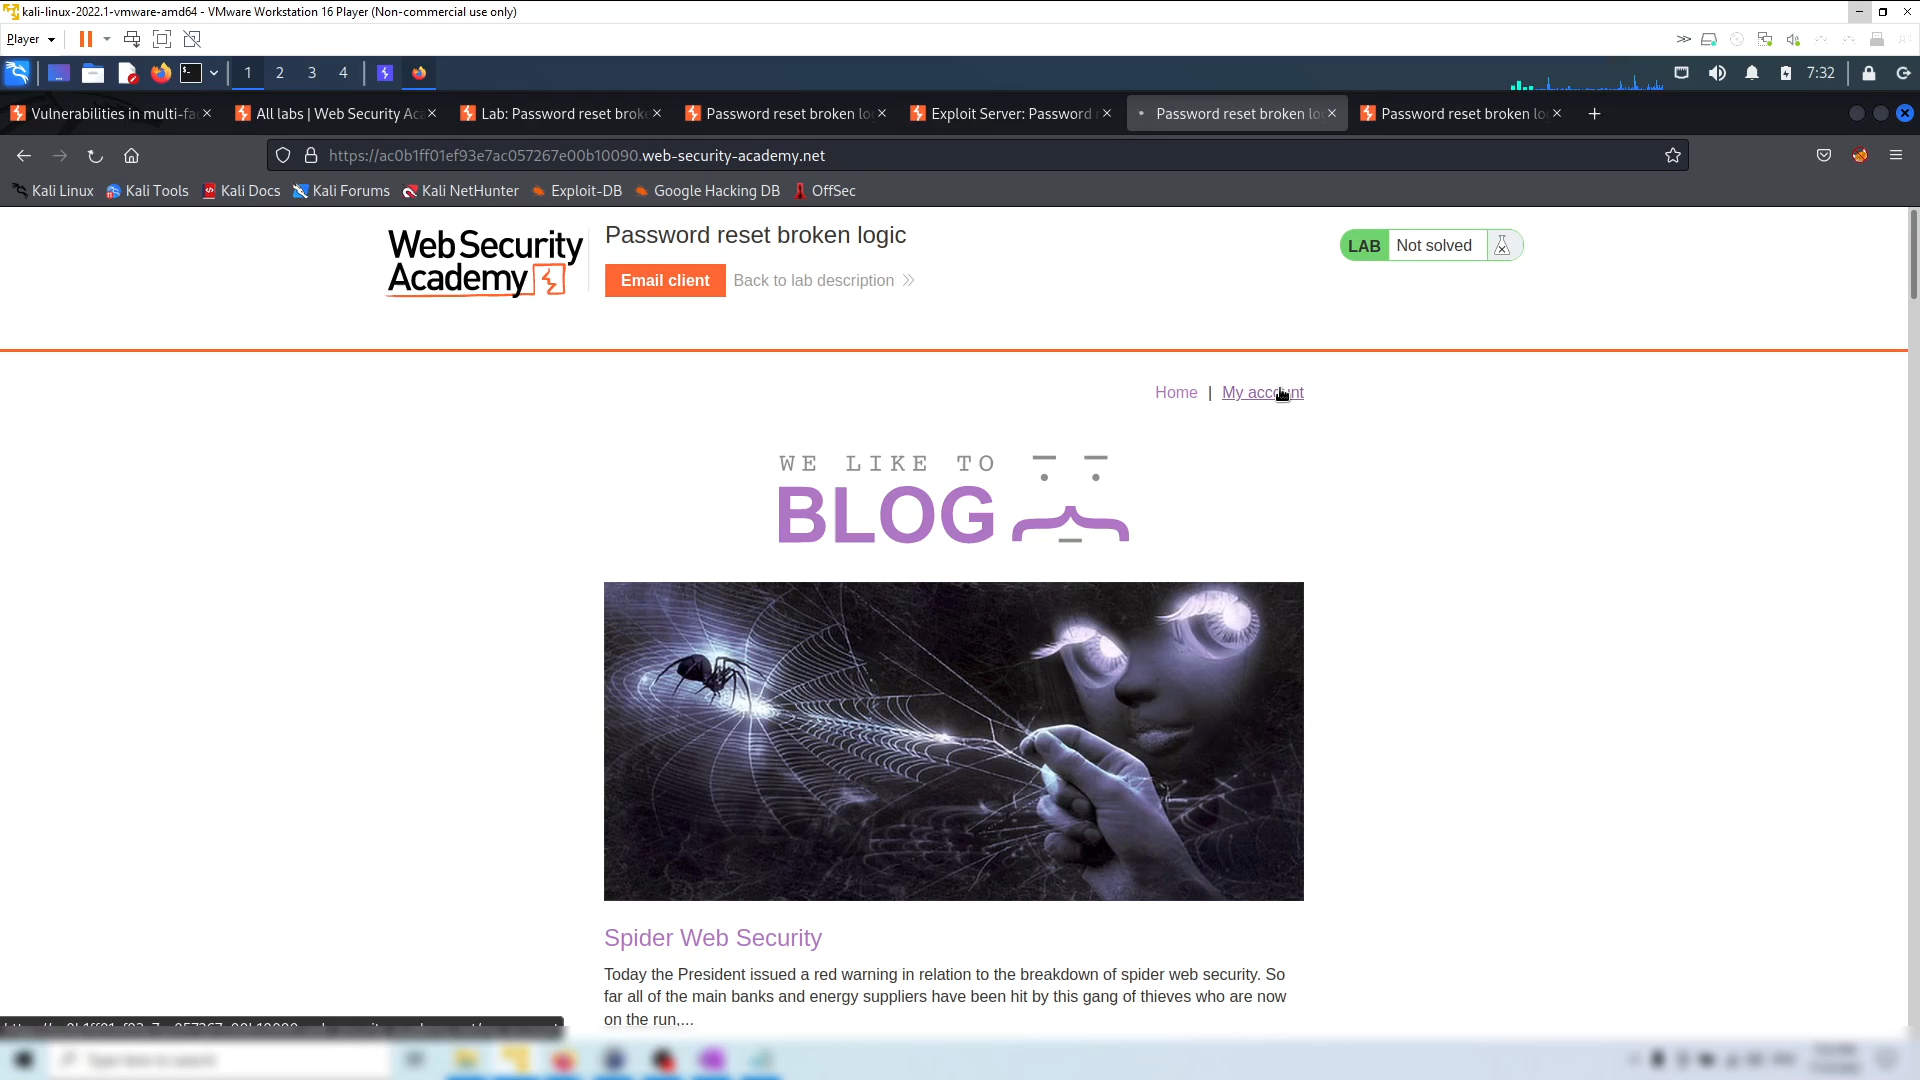 kali-linux-2022.1-vmware-amd64 - VMware Workstation 16 Player (Non-commercial use only)
Player
1 2 3 4 7:32
Vulnerabilities in multi-fa
All labs | Web Security Ac
Lab: Password reset brok
Password reset broken lo
Exploit Server: Password
Password reset broken lo
Password reset broken lo
https://ac0b1ff01ef93e7ac057267e00b10090.web-security-academy.net
Kali Linux Kali Tools Kali Docs Kali Forums Kali NetHunter Exploit-DB Google Hacking DB OffSec
Web Security
Academy
Password reset broken logic
Email client Back to lab description
LAB Not solved
Home | My account
WE LIKE TO
BLOG
Spider Web Security
Today the President issued a red warning in relation to the breakdown of spider web security. So
far all of the main banks and energy suppliers have been hit by this gang of thieves who are now
on the run,...
Type here to search